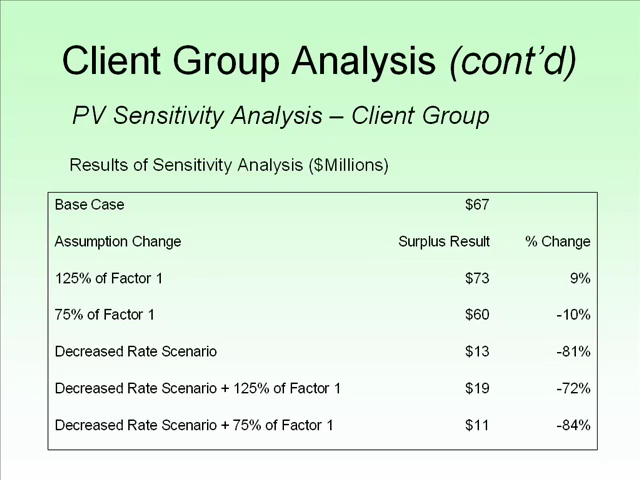 Client Group Analysis (cont'd)
PV Sensitivity Analysis – Client Group
Results of Sensitivity Analysis ($Millions)
Base Case $67
Assumption Change Surplus Result % Change
125% of Factor 1 $73 9%
75% of Factor 1 $60 -10%
Decreased Rate Scenario $13 -81%
Decreased Rate Scenario + 125% of Factor 1 $19 -72%
Decreased Rate Scenario + 75% of Factor 1 $11 -84%